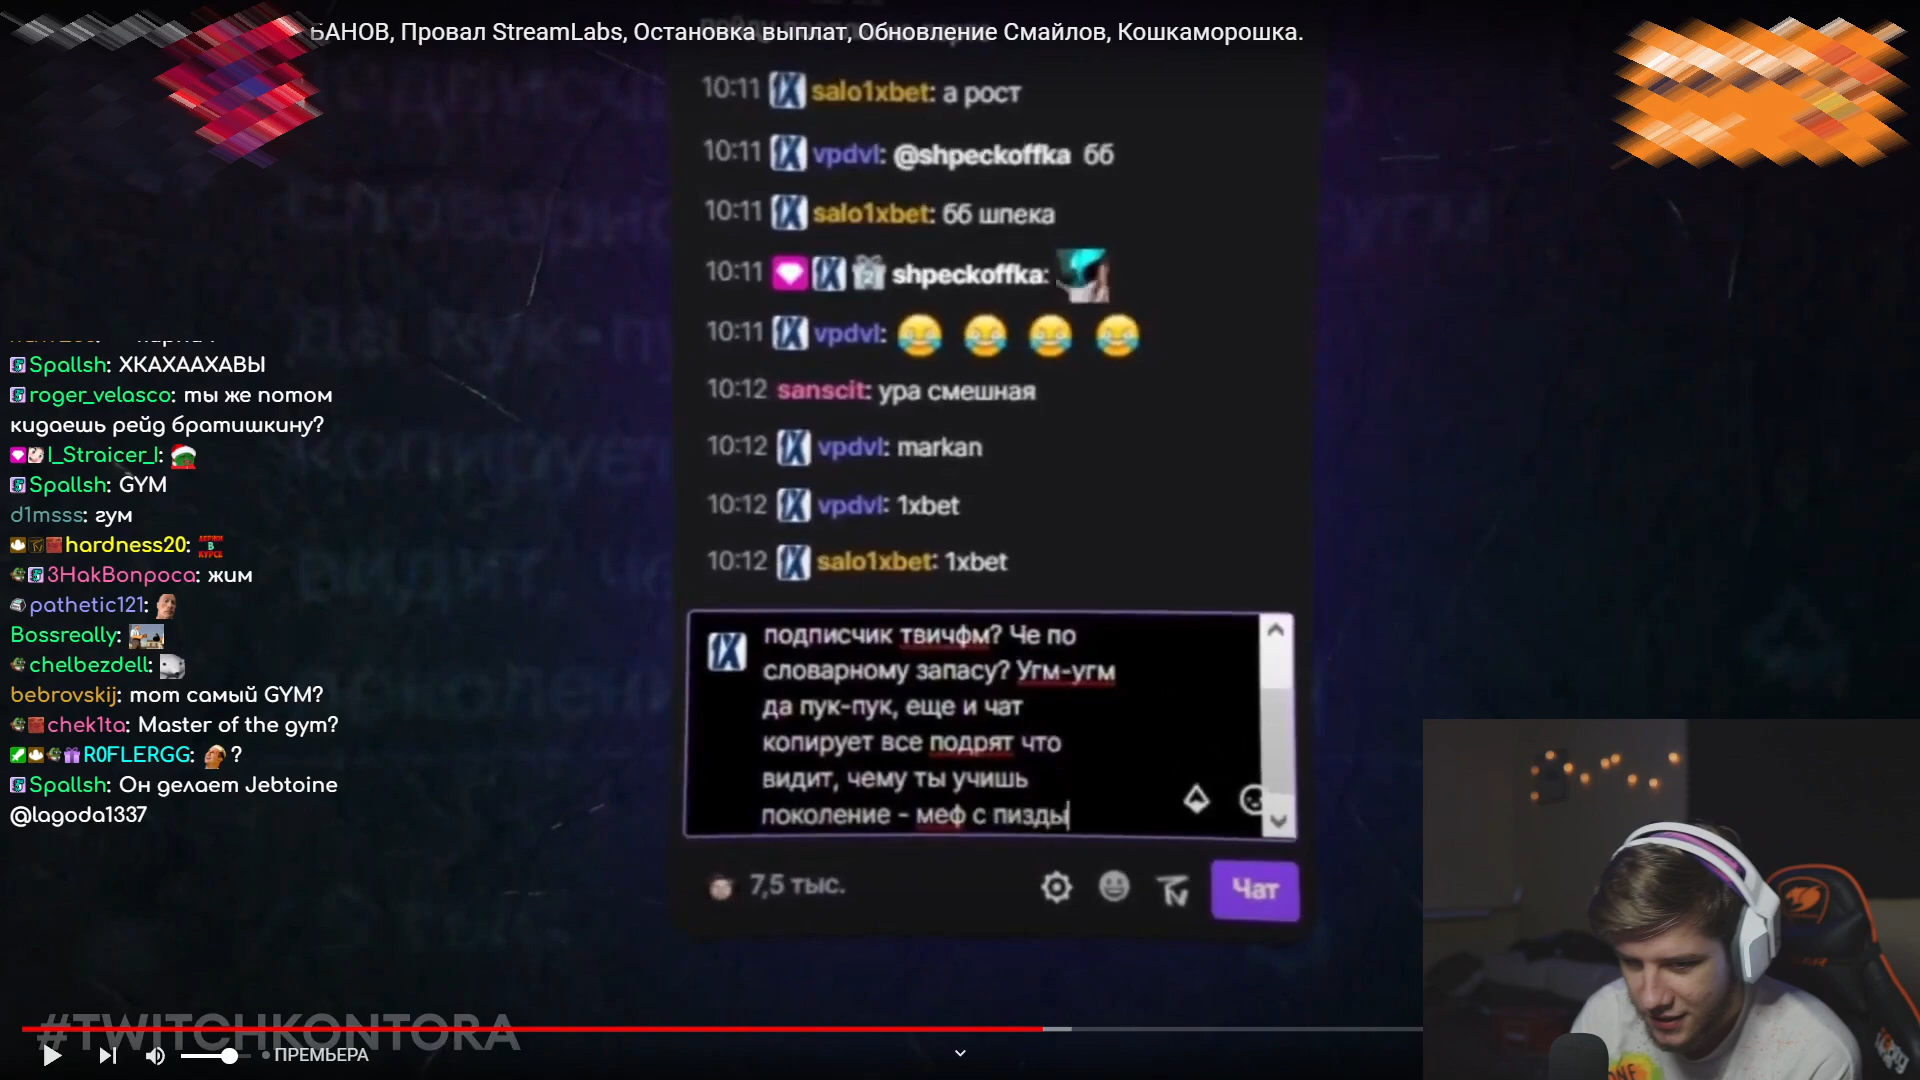 БАНОВ, Провал StreamLabs, Остановка выплат, Обновление Смайлов, Кошкаморошка.
10:11 salo1xbet: а рост
10:11 vpdvl: @shpeckoffka бб
10:11 salo1xbet: бб шпека
10:11 shpeckoffka:
10:11 vpdvl: 😂 😂 😂 😂
10:12 sanscit: ура смешная
10:12 vpdvl: markan
10:12 vpdvl: 1xbet
10:12 salo1xbet: 1xbet
подписчик твичфм? Че по
словарному запасу? Угм-угм
да пук-пук, еще и чат
копирует все подрят что
видит, чему ты учишь
поколение - меф с пизды
7,5 тыс.
Чат
Spallsh: ХКАХААХАВЫ
roger_velasco: ты же потом
кидаешь рейд братишкину?
l_Straicer_l:
Spallsh: GYM
d1msss: гум
hardness20: ДЕРЖИ В КУРСЕ
3HakBonpoca: жим
pathetic121:
Bossreally:
chelbezdell:
bebrovskij: тот самый GYM?
chek1ta: Master of the gym?
R0FLERGG: ?
Spallsh: Он делает Jebtoine
@lagoda1337
#TWITCHKONTORA
• ПРЕМЬЕРА